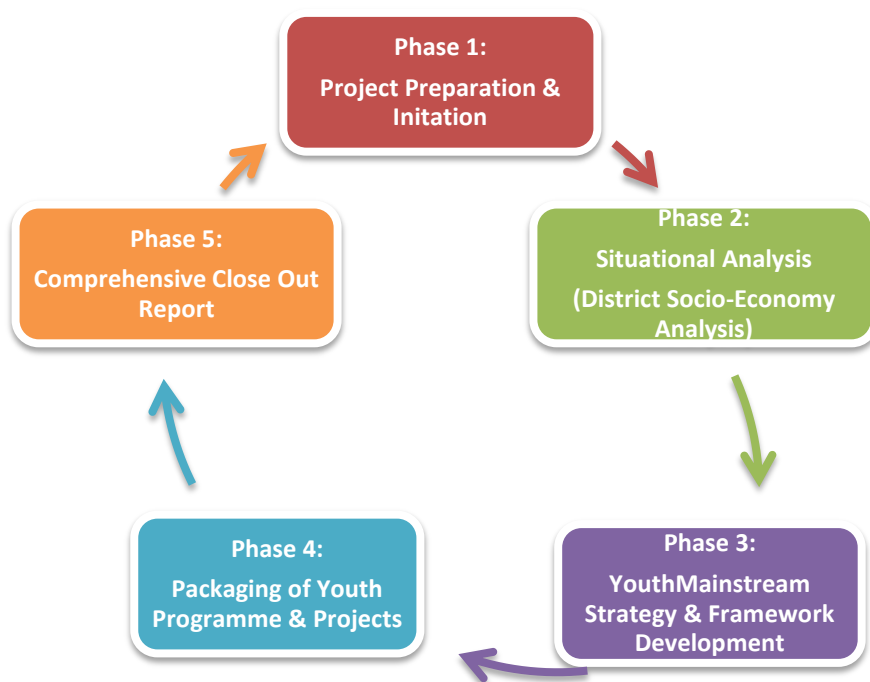 Phase 1:
Project Preparation &
Initation
Phase 2:
Situational Analysis
(District Socio-Economy
Analysis)
Phase 3:
YouthMainstream
Strategy & Framework
Development
Phase 4:
Packaging of Youth
Programme & Projects
Phase 5:
Comprehensive Close Out
Report